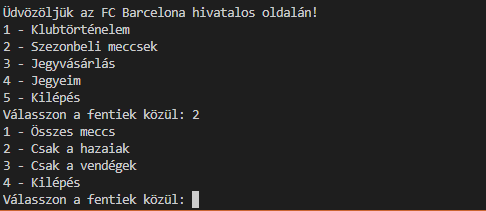 Üdvözöljük az FC Barcelona hivatalos oldalán!
1 - Klubtörténelem
2 - Szezonbeli meccsek
3 - Jegyvásárlás
4 - Jegyeim
5 - Kilépés
Válasszon a fentiek közül: 2
1 - Összes meccs
2 - Csak a hazaiak
3 - Csak a vendégek
4 - Kilépés
Válasszon a fentiek közül: